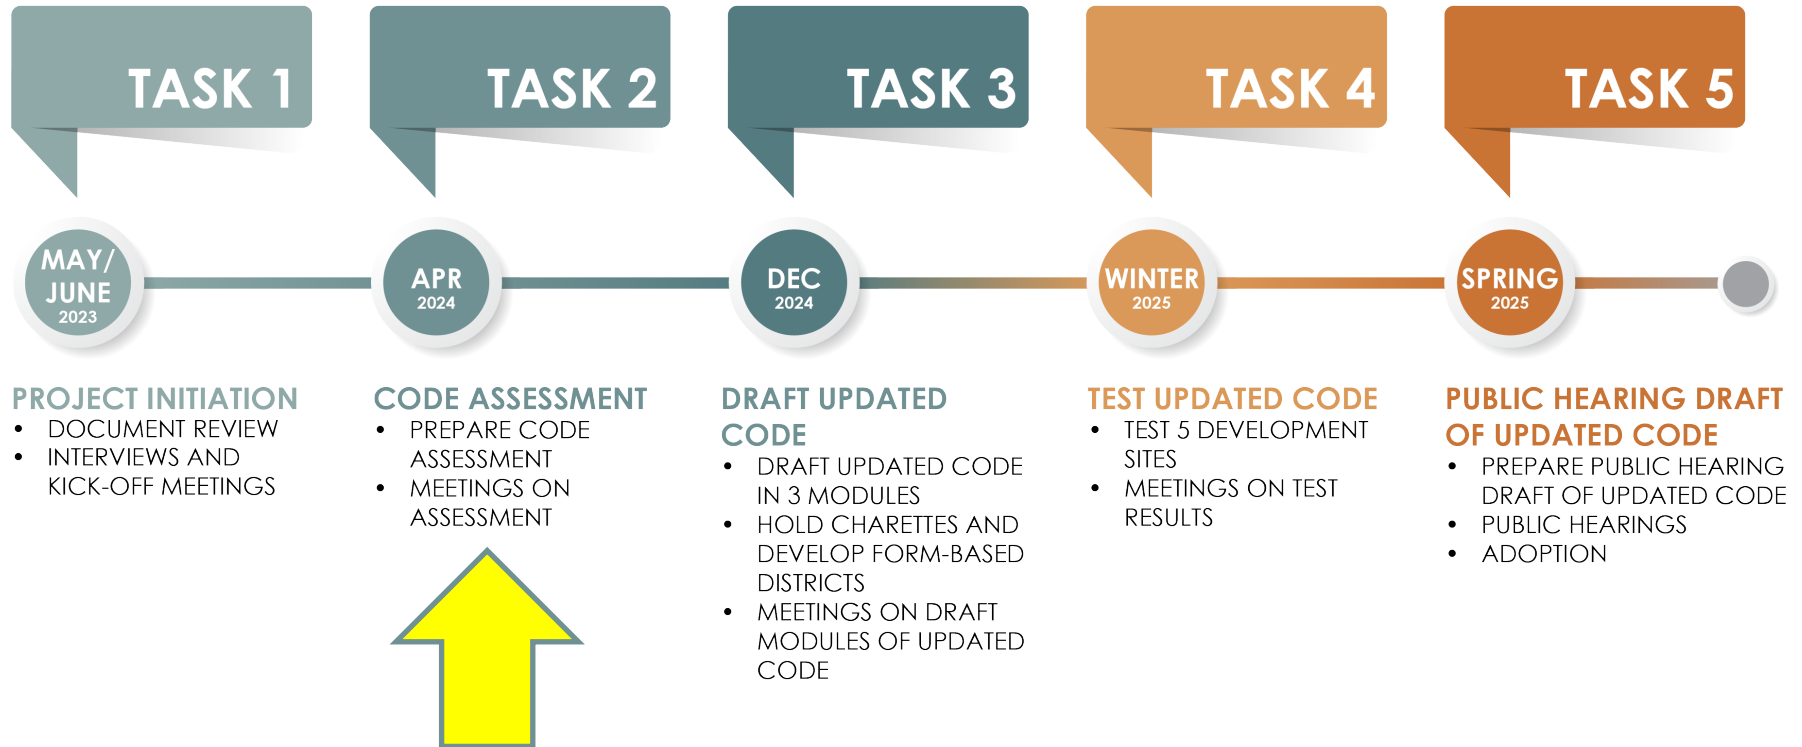 TASK 1
TASK 2
TASK 3
TASK 4
TASK 5
MAY/
JUNE
2023
APR
2024
DEC
2024
WINTER
2025
SPRING
2025
PROJECT INITIATION
• DOCUMENT REVIEW
• INTERVIEWS AND
KICK-OFF MEETINGS
CODE ASSESSMENT
• PREPARE CODE
ASSESSMENT
• MEETINGS ON
ASSESSMENT
DRAFT UPDATED
CODE
• DRAFT UPDATED CODE
IN 3 MODULES
• HOLD CHARETTES AND
DEVELOP FORM-BASED
DISTRICTS
• MEETINGS ON DRAFT
MODULES OF UPDATED
CODE
TEST UPDATED CODE
• TEST 5 DEVELOPMENT
SITES
• MEETINGS ON TEST
RESULTS
PUBLIC HEARING DRAFT
OF UPDATED CODE
• PREPARE PUBLIC HEARING
DRAFT OF UPDATED CODE
• PUBLIC HEARINGS
• ADOPTION